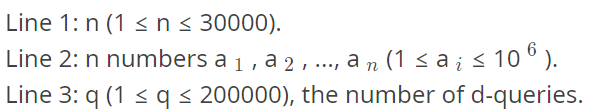 Line 1: n (1 ≤ n ≤ 30000).
Line 2: n numbers a ₁ , a ₂ , ..., a ₙ (1 ≤ a ᵢ ≤ 10 ⁶ ).
Line 3: q (1 ≤ q ≤ 200000), the number of d-queries.